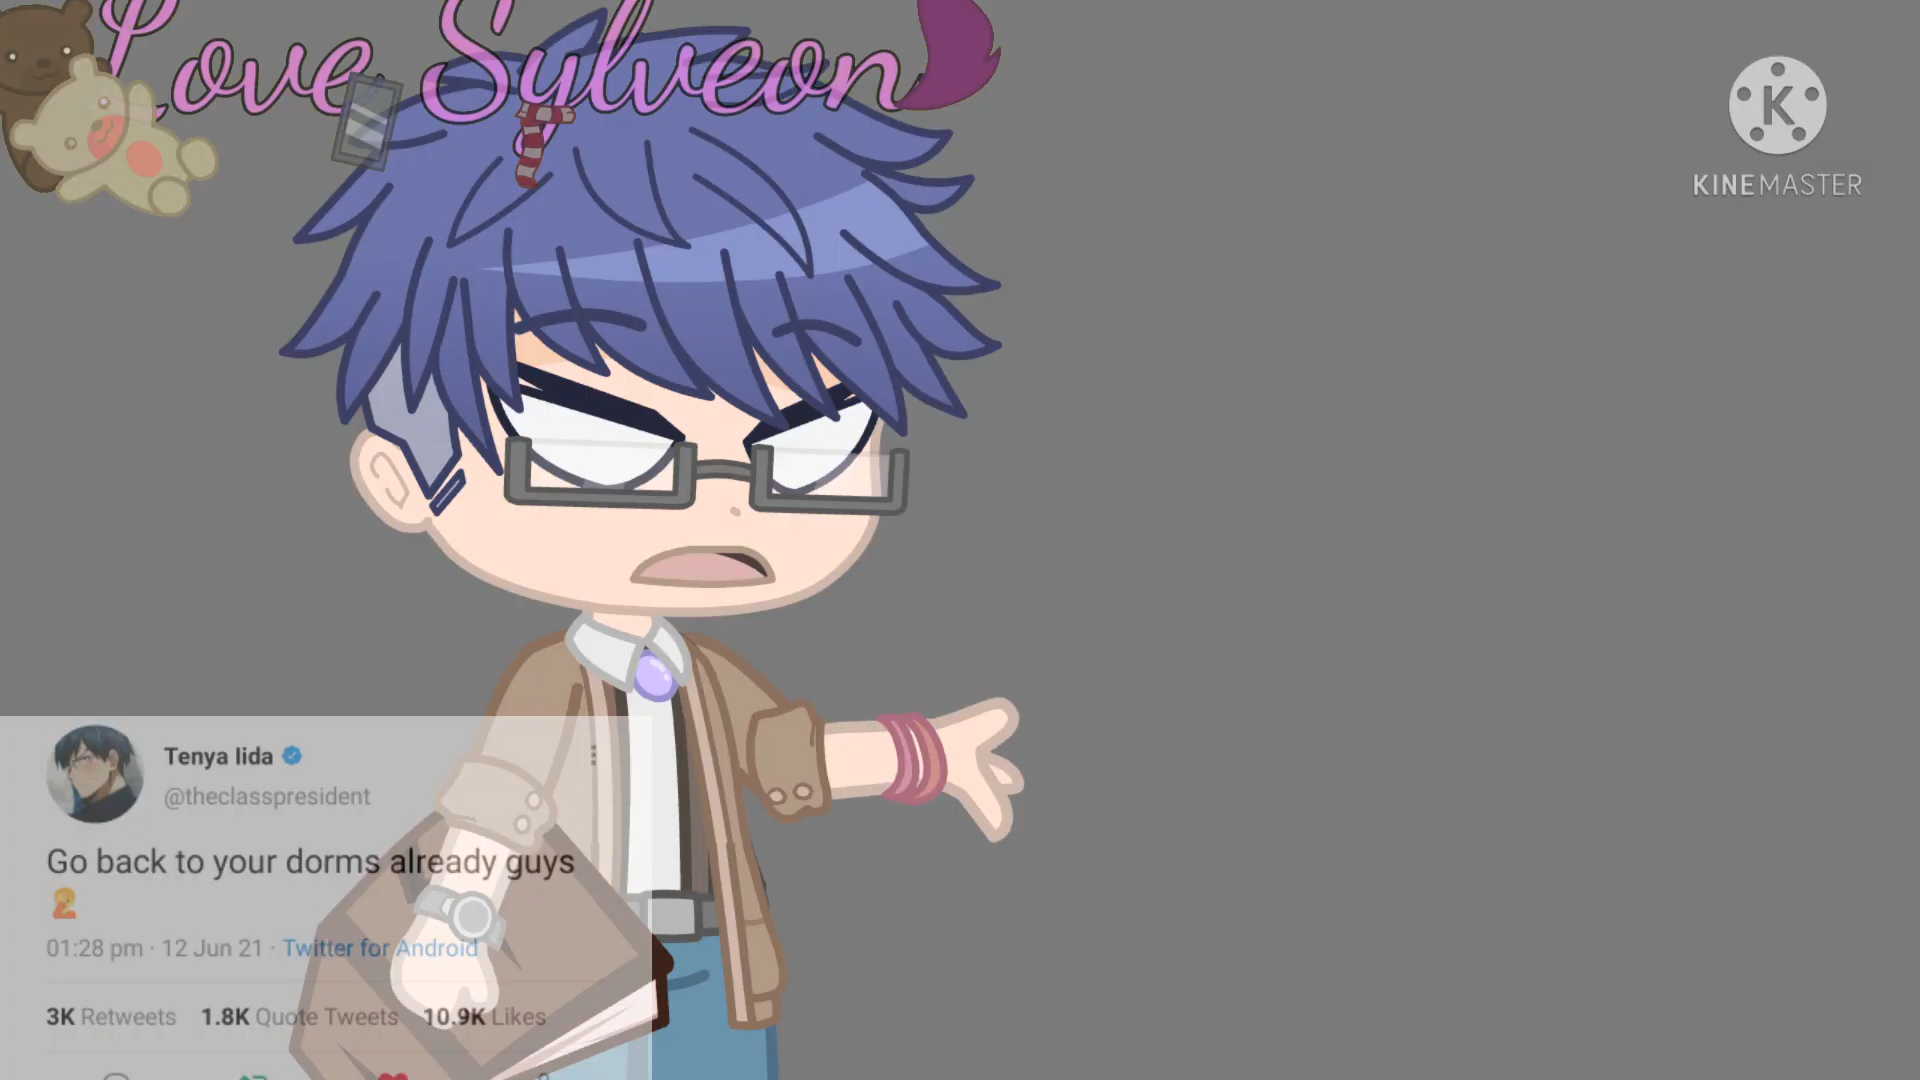 Love Sylveon
K
KINEMASTER
Tenya Iida
@theclasspresident
Go back to your dorms already guys
01:28 pm · 12 Jun 21 · Twitter for Android
3K Retweets 1.8K Quote Tweets 10.9K Likes